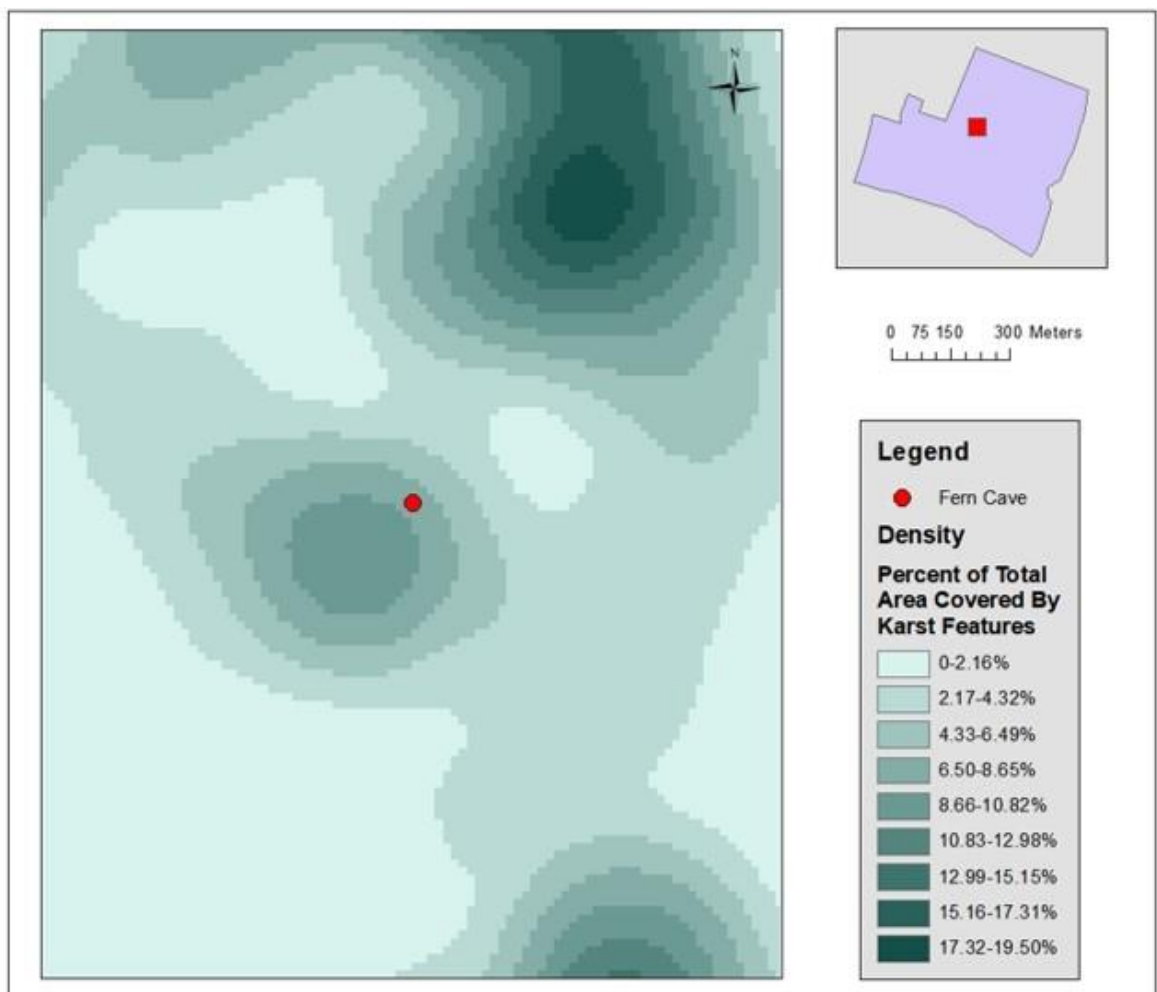 N
0 75 150 300 Meters
Legend
Fern Cave
Density
Percent of Total
Area Covered By
Karst Features
0-2.16%
2.17-4.32%
4.33-6.49%
6.50-8.65%
8.66-10.82%
10.83-12.98%
12.99-15.15%
15.16-17.31%
17.32-19.50%